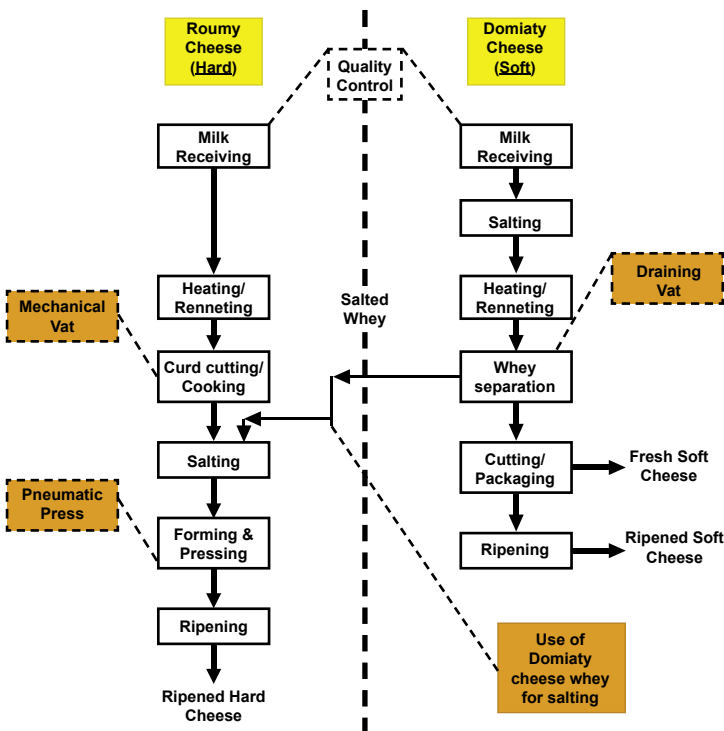 Roumy
Cheese
(Hard)
Quality
Control
Domiaty
Cheese
(Soft)
Milk
Receiving
Milk
Receiving
Salting
Heating/
Renneting
Salted
Whey
Heating/
Renneting
Draining
Vat
Mechanical
Vat
Curd cutting/
Cooking
Whey
separation
Salting
Cutting/
Packaging
Fresh Soft
Cheese
Pneumatic
Press
Forming &
Pressing
Ripening
Ripened Soft
Cheese
Ripening
Use of
Domiaty
cheese whey
for salting
Ripened Hard
Cheese